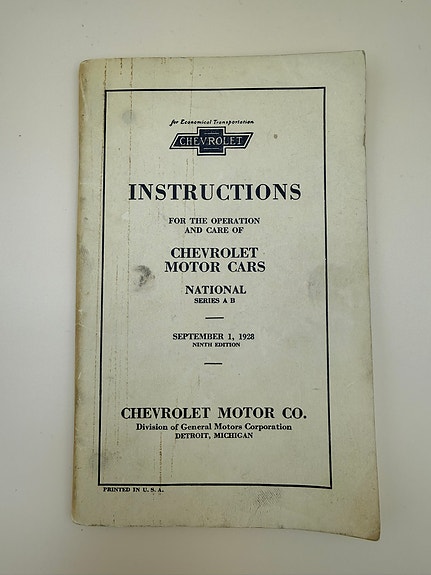 for Economical Transportation
CHEVROLET
INSTRUCTIONS
FOR THE OPERATION
AND CARE OF
CHEVROLET
MOTOR CARS
NATIONAL
SERIES A B
SEPTEMBER 1, 1928
NINTH EDITION
CHEVROLET MOTOR CO.
Division of General Motors Corporation
DETROIT, MICHIGAN
PRINTED IN U. S. A.